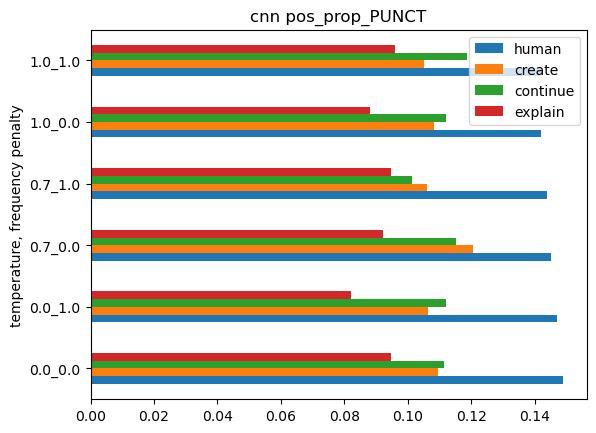 cnn pos_prop_PUNCT
human
create
continue
explain
temperature, frequency penalty
1.0_1.0
1.0_0.0
0.7_1.0
0.7_0.0
0.0_1.0
0.0_0.0
0.00 0.02 0.04 0.06 0.08 0.10 0.12 0.14